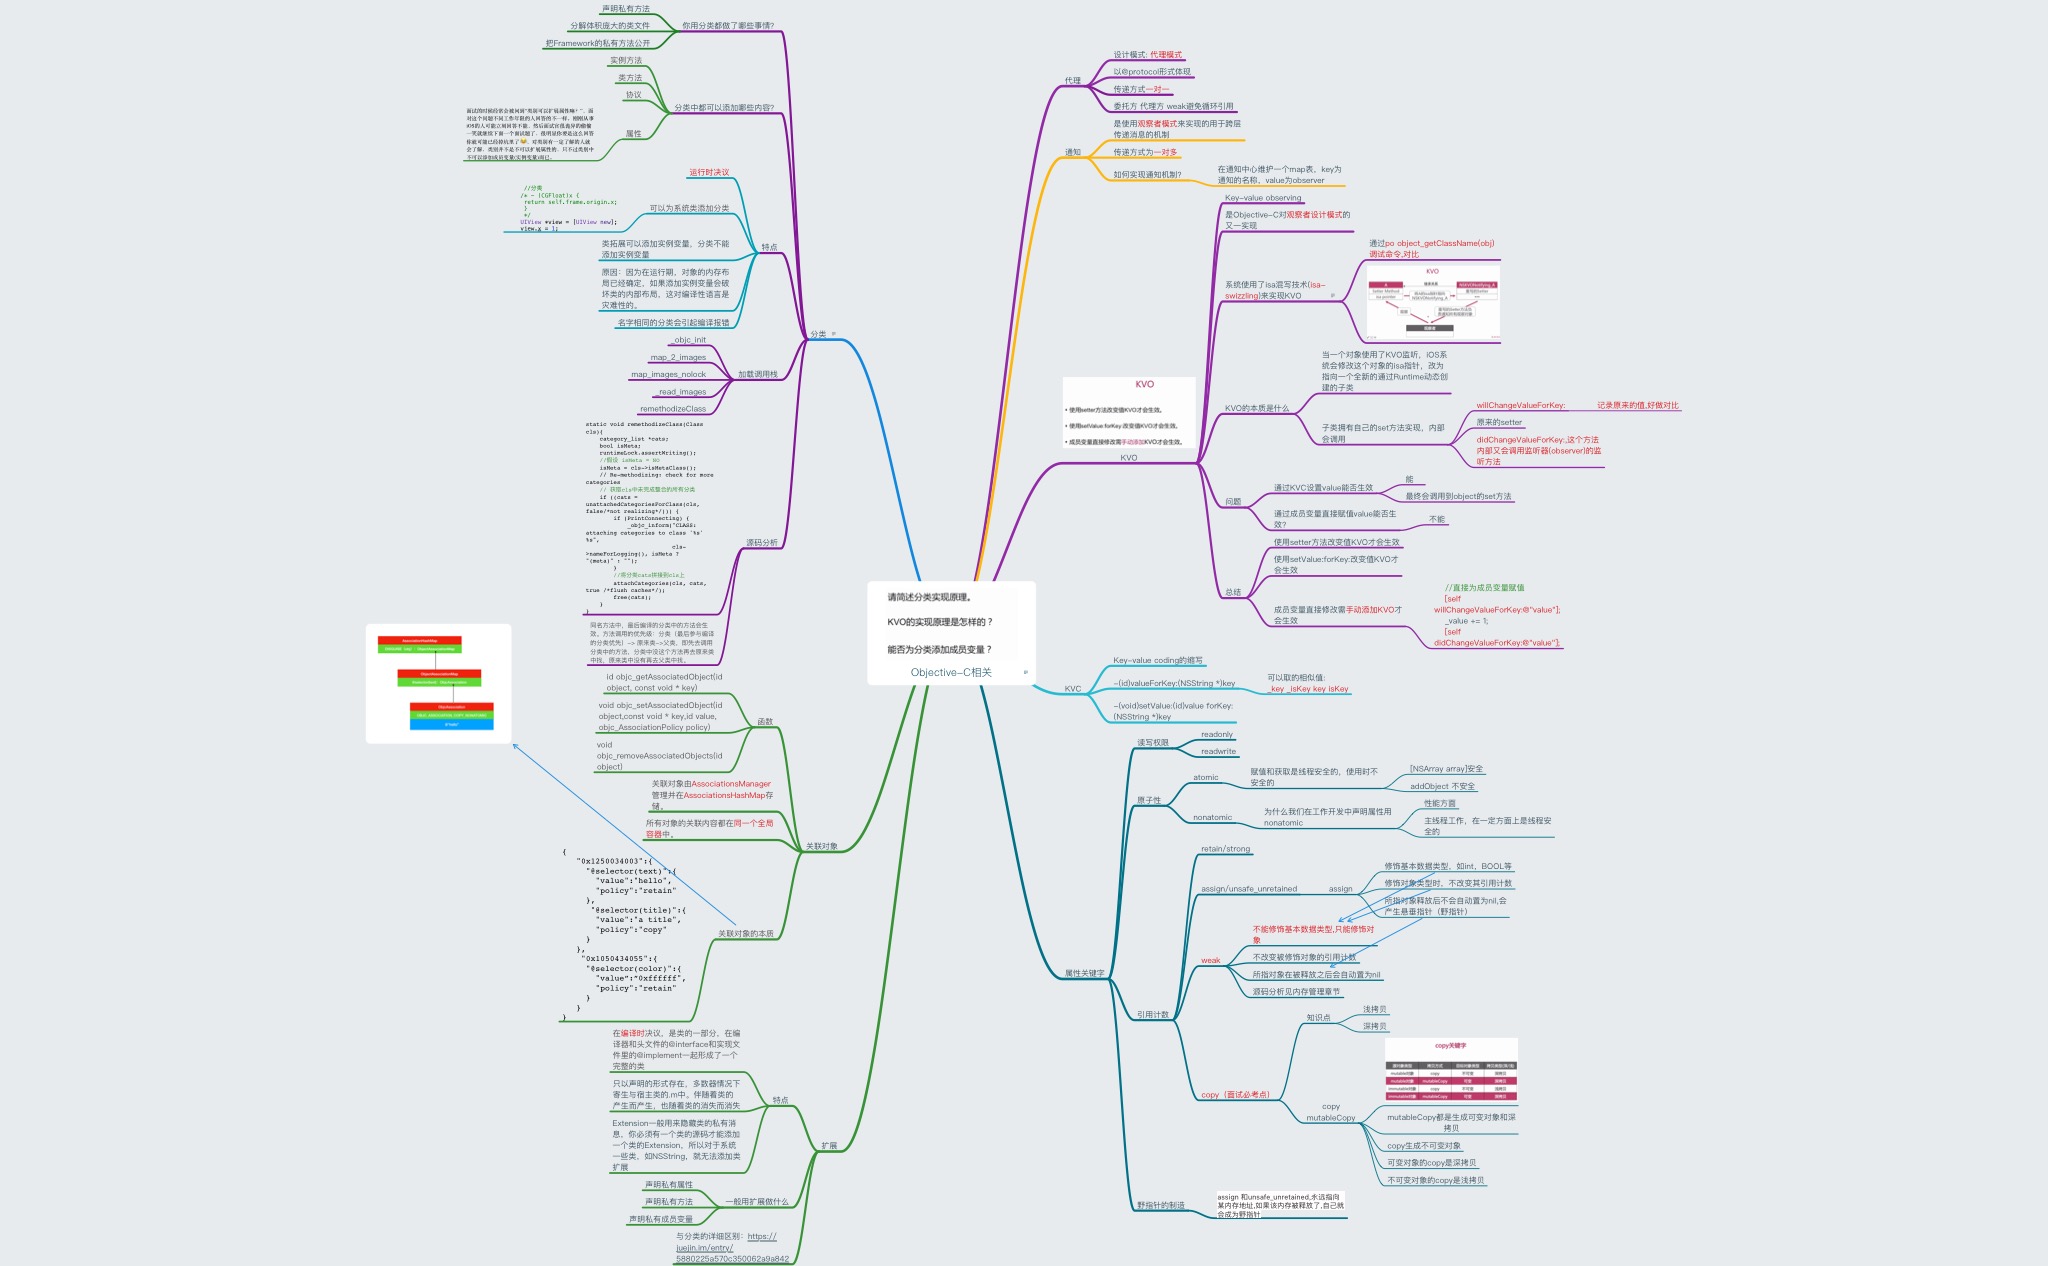 请简述分类实现原理。
KVO的实现原理是怎样的？
能否为分类添加成员变量？
Objective-C相关
分类
你用分类都做了哪些事情?
声明私有方法
分解体积庞大的类文件
把Framework的私有方法公开
分类中都可以添加哪些内容?
实例方法
类方法
协议
属性
特点
运行时决议
可以为系统类添加分类
//分类
/* - (CGFloat)x {
return self.frame.origin.x;
}
*/
UIView *view = [UIView new];
view.x = 1;
类拓展可以添加实例变量，分类不能
添加实例变量
原因：因为在运行期，对象的内存布
局已经确定，如果添加实例变量会破
坏类的内部布局，这对编译性语言是
灾难性的。
名字相同的分类会引起编译报错
加载调用栈
_objc_init
map_2_images
map_images_nolock
_read_images
remethodizeClass
源码分析
static void remethodizeClass(Class
cls){
category_list *cats;
bool isMeta;
runtimeLock.assertWriting();
//假设 isMeta = NO
isMeta = cls->isMetaClass();
// Re-methodizing: check for more
categories
// 获取cls中未完成整合的所有分类
if ((cats =
unattachedCategoriesForClass(cls,
false/*not realizing*/))) {
if (PrintConnecting) {
_objc_inform("CLASS:
attaching categories to class '%s'
%s",
cls-
>nameForLogging(), isMeta ?
"(meta)" : "");
}
//将分类cats拼接到cls上
attachCategories(cls, cats,
true /*flush caches*/);
free(cats);
}
}
同名方法中，最后编译的分类中的方法会生
效。方法调用的优先级：分类（最后参与编译
的分类优先）-> 原来类->父类，即先去调用
分类中的方法，分类中没这个方法再去原来类
中找，原来类中没有再去父类中找。
关联对象
函数
id objc_getAssociatedObject(id
object, const void * key)
void objc_setAssociatedObject(id
object,const void * key,id value,
objc_AssociationPolicy policy)
void
objc_removeAssociatedObjects(id
object)
关联对象由AssociationsManager
管理并在AssociationsHashMap存
储。
所有对象的关联内容都在同一个全局
容器中。
关联对象的本质
{
"0x1250034003":{
"@selector(text)":{
"value":"hello",
"policy":"retain"
},
"@selector(title)":{
"value":"a title",
"policy":"copy"
}
},
"0x1050434055":{
"@selector(color)":{
"value":"0xffffff",
"policy":"retain"
}
}
}
扩展
特点
在编译时决议，是类的一部分，在编
译器和头文件的@interface和实现文
件里的@implement一起形成了一个
完整的类
只以声明的形式存在，多数器情况下
寄生与宿主类的.m中。伴随着类的
产生而产生，也随着类的消失而消失
Extension一般用来隐藏类的私有消
息，你必须有一个类的源码才能添加
一个类的Extension，所以对于系统
一些类，如NSString，就无法添加类
扩展
一般用扩展做什么
声明私有属性
声明私有方法
声明私有成员变量
与分类的详细区别：https://
juejin.im/entry/
5880225a570c350062a9a842
代理
设计模式: 代理模式
以@protocol形式体现
传递方式一对一
委托方 代理方 weak避免循环引用
通知
是使用观察者模式来实现的用于跨层
传递消息的机制
传递方式为一对多
如何实现通知机制?
在通知中心维护一个map表，key为
通知的名称，value为observer
KVO
• 使用setter方法改变值KVO才会生效。
• 使用setValue:forKey:改变值KVO才会生效。
• 成员变量直接修改需手动添加KVO才会生效。
KVO
Key-value observing
是Objective-C对观察者设计模式的
又一实现
系统使用了isa混写技术(isa-
swizzling)来实现KVO
通过po object_getClassName(obj)
调试命令,对比
KVO
KVO的本质是什么
当一个对象使用了KVO监听，iOS系
统会修改这个对象的isa指针，改为
指向一个全新的通过Runtime动态创
建的子类
子类拥有自己的set方法实现，内部
会调用
willChangeValueForKey:
记录原来的值,好做对比
原来的setter
didChangeValueForKey:,这个方法
内部又会调用监听器(observer)的监
听方法
问题
通过KVC设置value能否生效
能
最终会调用到object的set方法
通过成员变量直接赋值value能否生
效?
不能
总结
使用setter方法改变值KVO才会生效
使用setValue:forKey:改变值KVO才
会生效
成员变量直接修改需手动添加KVO才
会生效
//直接为成员变量赋值
[self
willChangeValueForKey:@"value"];
_value += 1;
[self
didChangeValueForKey:@"value"];
KVC
Key-value coding的缩写
-(id)valueForKey:(NSString *)key
可以取的相似值:
_key _isKey key isKey
-(void)setValue:(id)value forKey:
(NSString *)key
属性关键字
读写权限
readonly
readwrite
原子性
atomic
赋值和获取是线程安全的，使用时不
安全的
[NSArray array]安全
addObject 不安全
nonatomic
为什么我们在工作开发中声明属性用
nonatomic
性能方面
主线程工作，在一定方面上是线程安
全的
引用计数
retain/strong
assign/unsafe_unretained
assign
修饰基本数据类型，如int、BOOL等
修饰对象类型时，不改变其引用计数
所指对象释放后不会自动置为nil,会
产生悬垂指针（野指针）
weak
不能修饰基本数据类型,只能修饰对
象
不改变被修饰对象的引用计数
所指对象在被释放之后会自动置为nil
源码分析见内存管理章节
copy（面试必考点）
知识点
浅拷贝
深拷贝
copy
mutableCopy
copy关键字
mutableCopy都是生成可变对象和深
拷贝
copy生成不可变对象
可变对象的copy是深拷贝
不可变对象的copy是浅拷贝
野指针的制造
assign 和unsafe_unretained,永远指向
某内存地址,如果该内存被释放了,自己就
会成为野指针